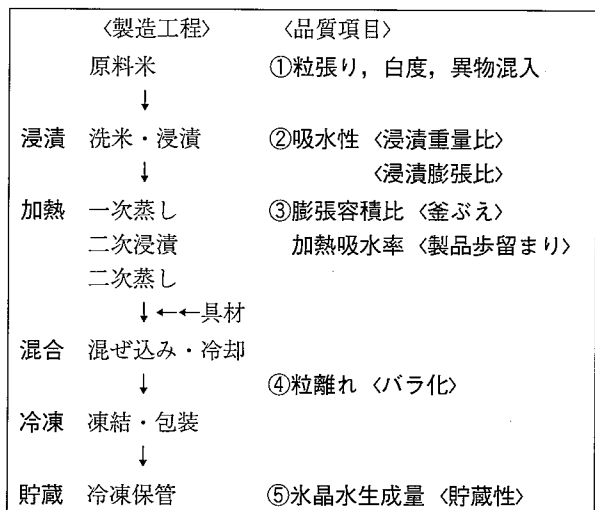 〈製造工程〉 〈品質項目〉
原料米 ①粒張り，白度，異物混入
↓
浸漬 洗米・浸漬 ②吸水性〈浸漬重量比〉
↓ 〈浸漬膨張比〉
加熱 一次蒸し ③膨張容積比〈釜ぶえ〉
二次浸漬 加熱吸水率〈製品歩留まり〉
二次蒸し
↓←←具材
混合 混ぜ込み・冷却
↓ ④粒離れ〈バラ化〉
冷凍 凍結・包装
↓
貯蔵 冷凍保管 ⑤氷晶水生成量〈貯蔵性〉